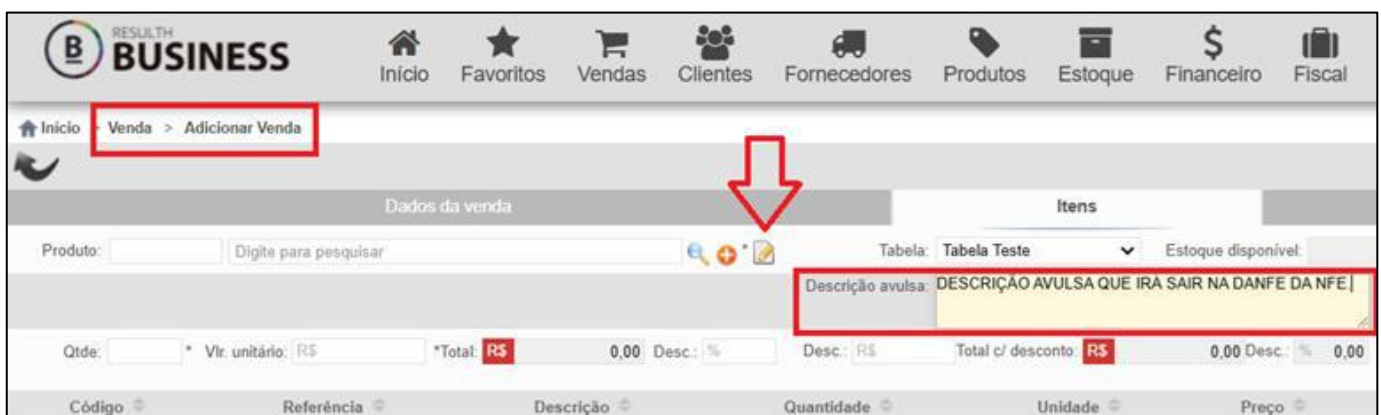 RESULTH
BUSINESS
Início Favoritos Vendas Clientes Fornecedores Produtos Estoque Financeiro Fiscal
Início > Venda > Adicionar Venda
Dados da venda Itens
Produto: Digite para pesquisar * Tabela: Tabela Teste Estoque disponível:
Descrição avulsa: DESCRIÇÃO AVULSA QUE IRÁ SAIR NA DANFE DA NFE.
Qtde: * Vlr. unitário: R$ *Total: R$ 0,00 Desc.: % Desc.: R$ Total c/ desconto: R$ 0,00 Desc.: % 0,00
Código Referência Descrição Quantidade Unidade Preço